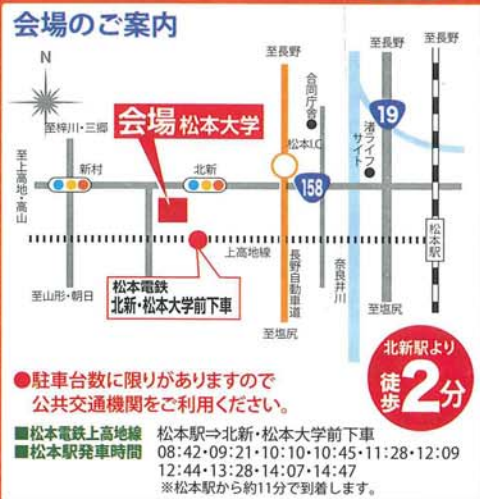 会場のご案内
N
至長野
至長野
至長野
合同庁舎
19
渚ライフサイト
至梓川・三郷
会場 松本大学
松本I.C
至上高地・高山
新村
北新
158
上高地線
松本駅
松本電鉄
北新・松本大学前下車
長野自動車道
奈良井川
至山形・朝日
至塩尻
至塩尻
北新駅より
徒歩2分
●駐車台数に限りがありますので
公共交通機関をご利用ください。
■松本電鉄上高地線 松本駅⇒北新・松本大学前下車
■松本駅発車時間 08:42・09:21・10:10・10:45・11:28・12:09
12:44・13:28・14:07・14:47
※松本駅から約11分で到着します。